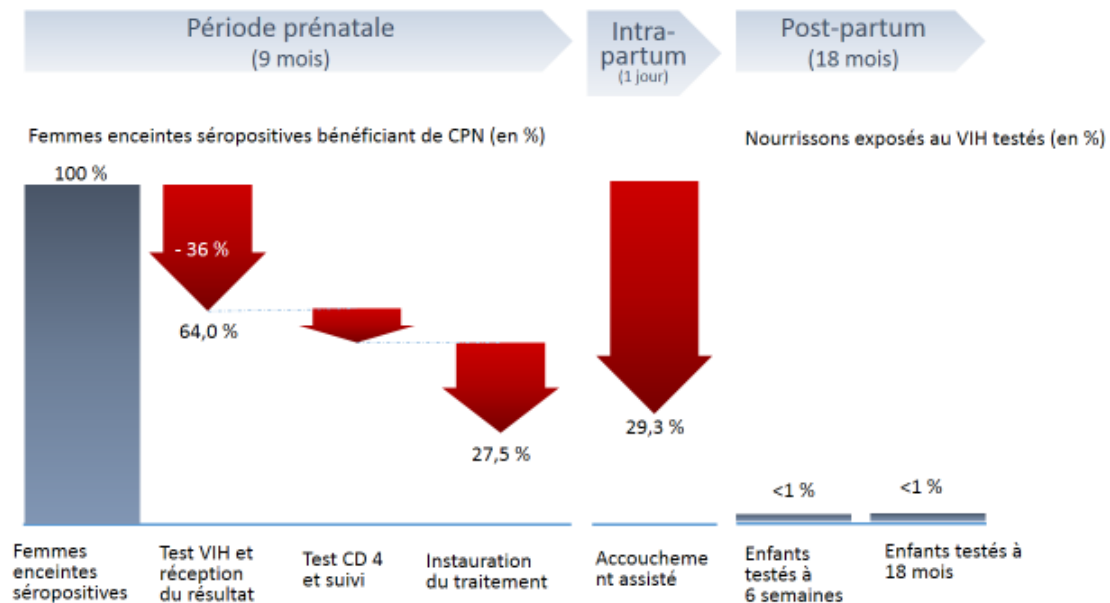 Période prénatale
(9 mois)
Intra-
partum
(1 jour)
Post-partum
(18 mois)
Femmes enceintes séropositives bénéficiant de CPN (en %)
Nourrissons exposés au VIH testés (en %)
100 %
- 36 %
64,0 %
27,5 %
29,3 %
<1 %
<1 %
Femmes
enceintes
séropositives
Test VIH et
réception
du résultat
Test CD 4
et suivi
Instauration
du traitement
Accoucheme
nt assisté
Enfants
testés à
6 semaines
Enfants testés à
18 mois